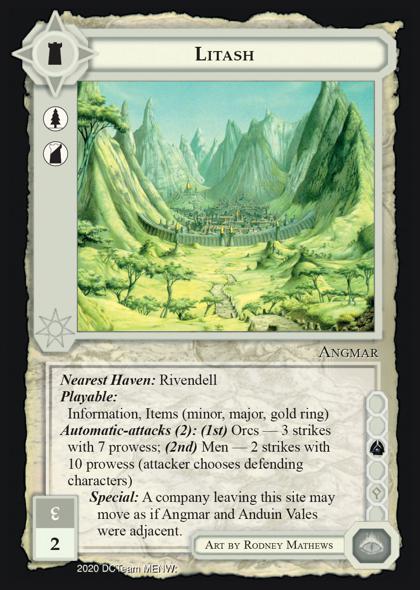 Litash
Angmar
Nearest Haven: Rivendell
Playable:
Information, Items (minor, major, gold ring)
Automatic-attacks (2): (1st) Orcs — 3 strikes
with 7 prowess; (2nd) Men — 2 strikes with
10 prowess (attacker chooses defending
characters)
Special: A company leaving this site may
move as if Angmar and Anduin Vales
were adjacent.
ε
2
Art by Rodney Mathews
2020 DCTeam MENW: